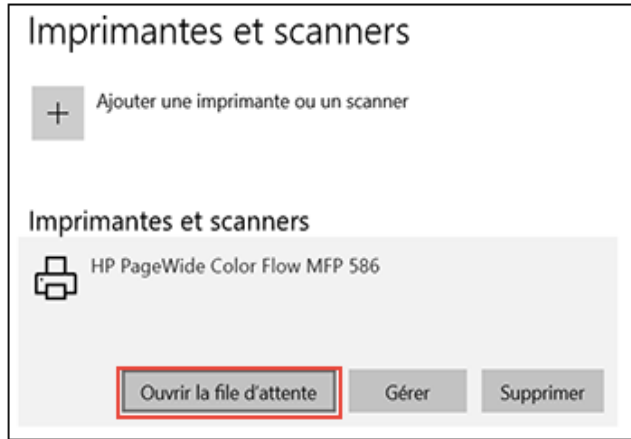 Imprimantes et scanners
Ajouter une imprimante ou un scanner
Imprimantes et scanners
HP PageWide Color Flow MFP 586
Ouvrir la file d'attente Gérer Supprimer